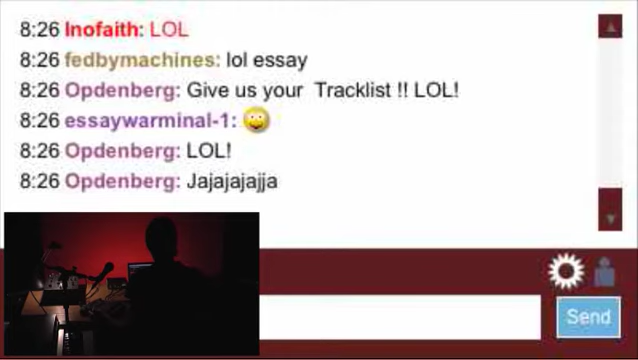 8:26 Inofaith: LOL
8:26 fedbymachines: lol essay
8:26 Opdenberg: Give us your Tracklist !! LOL!
8:26 essaywarminal-1:
8:26 Opdenberg: LOL!
8:26 Opdenberg: Jajajajajja
Send